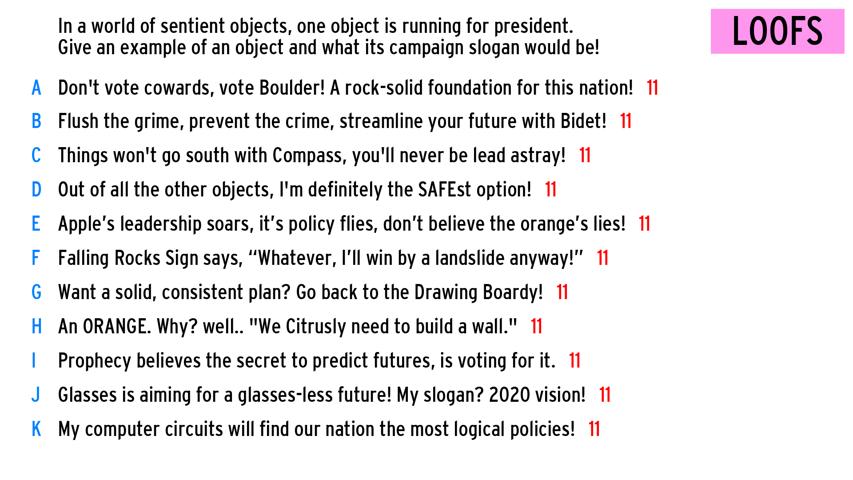 In a world of sentient objects, one object is running for president.
Give an example of an object and what its campaign slogan would be!
LOOFS
A Don't vote cowards, vote Boulder! A rock-solid foundation for this nation! 11
B Flush the grime, prevent the crime, streamline your future with Bidet! 11
C Things won't go south with Compass, you'll never be lead astray! 11
D Out of all the other objects, I'm definitely the SAFEst option! 11
E Apple’s leadership soars, it’s policy flies, don’t believe the orange’s lies! 11
F Falling Rocks Sign says, “Whatever, I’ll win by a landslide anyway!” 11
G Want a solid, consistent plan? Go back to the Drawing Boardy! 11
H An ORANGE. Why? well.. "We Citrusly need to build a wall." 11
I Prophecy believes the secret to predict futures, is voting for it. 11
J Glasses is aiming for a glasses-less future! My slogan? 2020 vision! 11
K My computer circuits will find our nation the most logical policies! 11